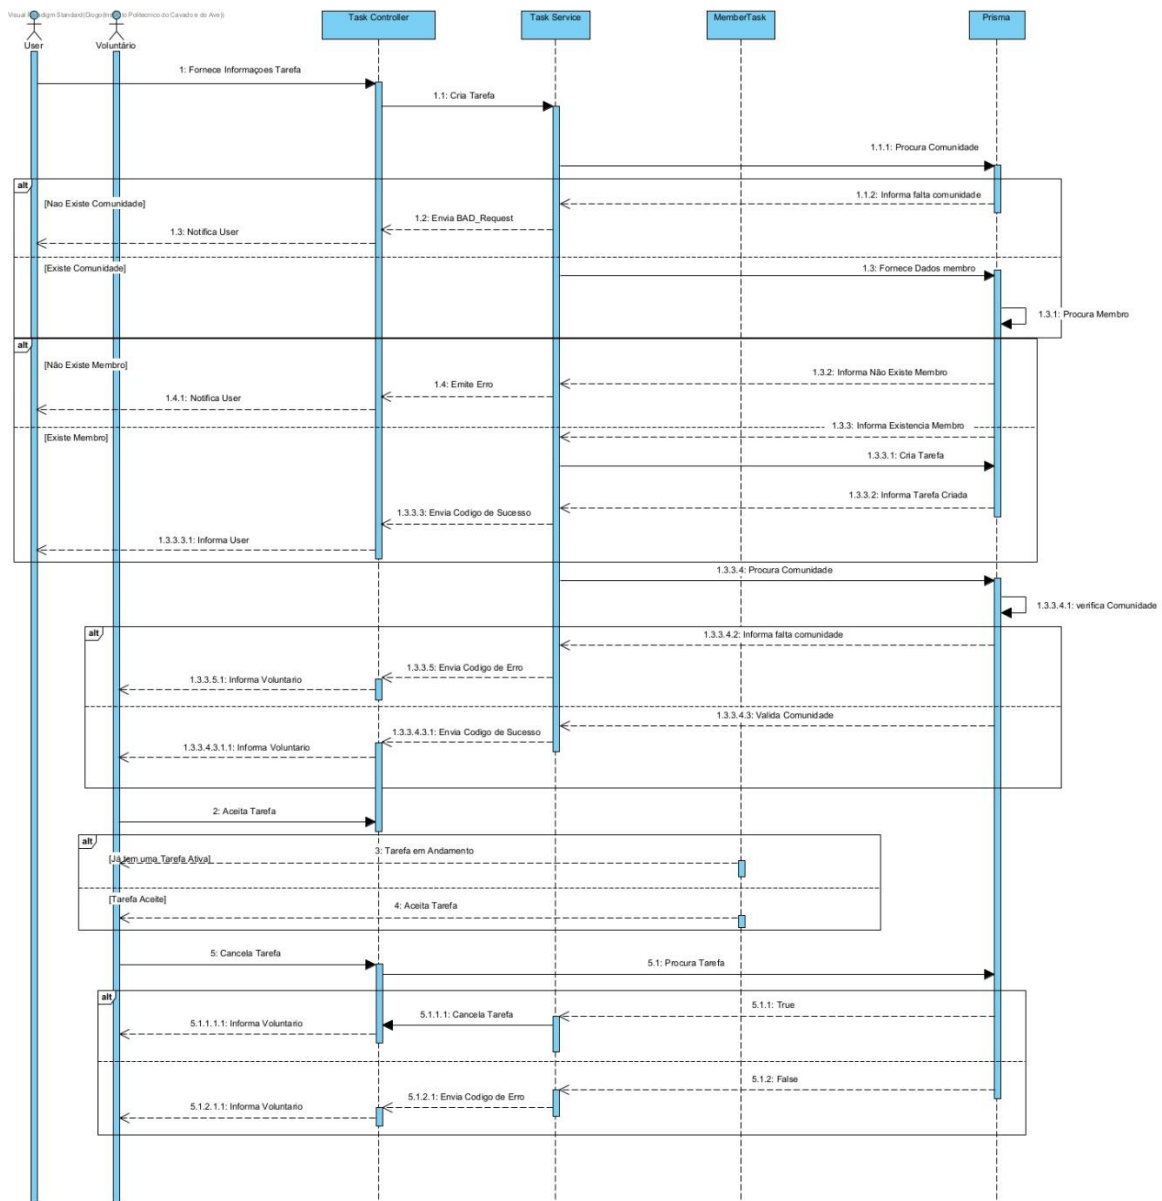 Visual Paradigm Standard(Diogo(Instituto Politecnico do Cavado e do Ave))
User
Voluntário
Task Controller
Task Service
MemberTask
Prisma
1: Fornece Informaçoes Tarefa
1.1: Cria Tarefa
1.1.1: Procura Comunidade
alt
[Nao Existe Comunidade]
1.1.2: Informa falta comunidade
1.2: Envia BAD_Request
1.3: Notifica User
[Existe Comunidade]
1.3: Fornece Dados membro
1.3.1: Procura Membro
alt
[Não Existe Membro]
1.3.2: Informa Não Existe Membro
1.4: Emite Erro
1.4.1: Notifica User
[Existe Membro]
1.3.3: Informa Existencia Membro
1.3.3.1: Cria Tarefa
1.3.3.2: Informa Tarefa Criada
1.3.3.3: Envia Codigo de Sucesso
1.3.3.3.1: Informa User
1.3.3.4: Procura Comunidade
1.3.3.4.1: verifica Comunidade
alt
1.3.3.4.2: Informa falta comunidade
1.3.3.5: Envia Codigo de Erro
1.3.3.5.1: Informa Voluntario
1.3.3.4.3: Valida Comunidade
1.3.3.4.3.1: Envia Codigo de Sucesso
1.3.3.4.3.1.1: Informa Voluntario
2: Aceita Tarefa
alt
3: Tarefa em Andamento
[Já tem uma Tarefa Ativa]
[Tarefa Aceite]
4: Aceita Tarefa
5: Cancela Tarefa
5.1: Procura Tarefa
alt
5.1.1: True
5.1.1.1: Cancela Tarefa
5.1.1.1.1: Informa Voluntario
5.1.2: False
5.1.2.1: Envia Codigo de Erro
5.1.2.1.1: Informa Voluntario